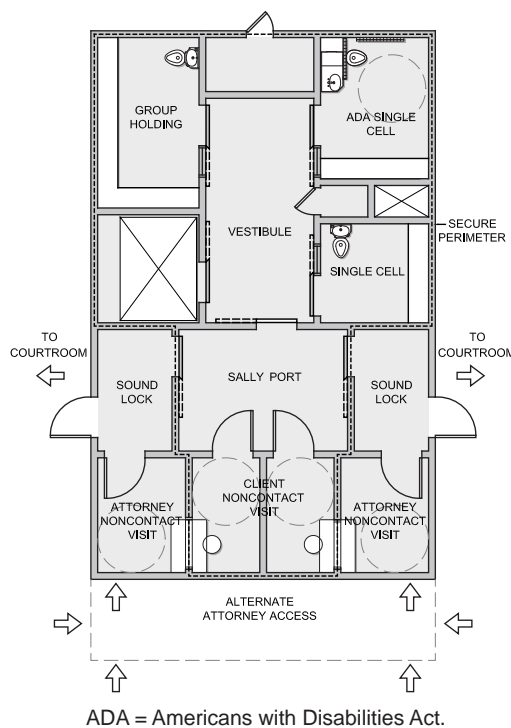 GROUP
HOLDING
ADA SINGLE
CELL
VESTIBULE
SECURE
PERIMETER
SINGLE CELL
TO
COURTROOM
TO
COURTROOM
SOUND
LOCK
SALLY PORT
SOUND
LOCK
ATTORNEY
NONCONTACT
VISIT
CLIENT
NONCONTACT
VISIT
ATTORNEY
NONCONTACT
VISIT
ALTERNATE
ATTORNEY ACCESS
ADA = Americans with Disabilities Act.